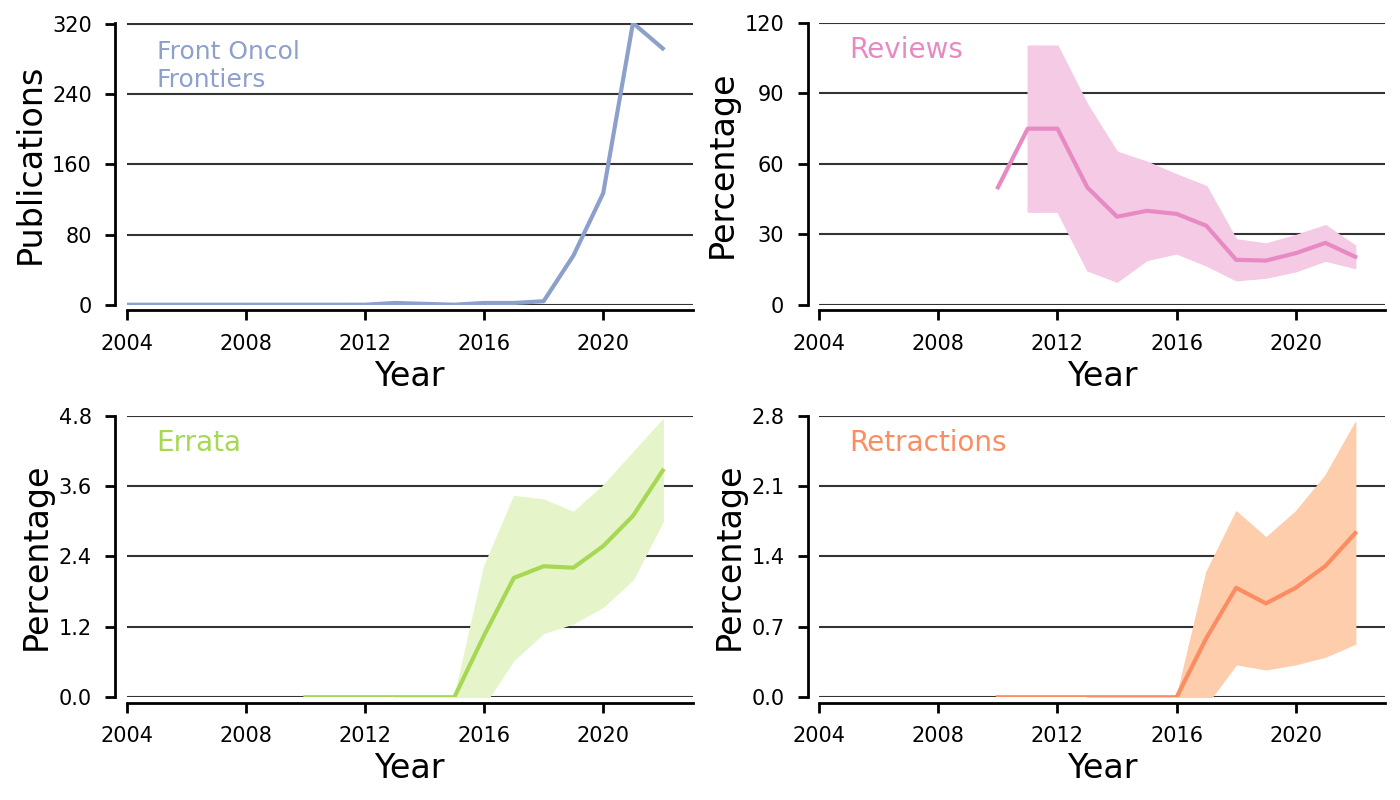 320
240
160
80
0
Publications
Front Oncol
Frontiers
2004 2008 2012 2016 2020
Year
120
90
60
30
0
Percentage
Reviews
2004 2008 2012 2016 2020
Year
4.8
3.6
2.4
1.2
0.0
Percentage
Errata
2004 2008 2012 2016 2020
Year
2.8
2.1
1.4
0.7
0.0
Percentage
Retractions
2004 2008 2012 2016 2020
Year